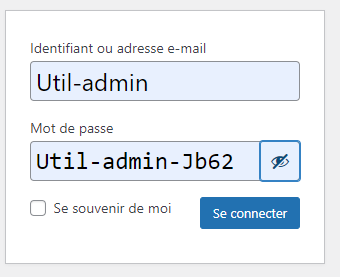 Identifiant ou adresse e-mail
Util-admin
Mot de passe
Util-admin-Jb62
Se souvenir de moi
Se connecter